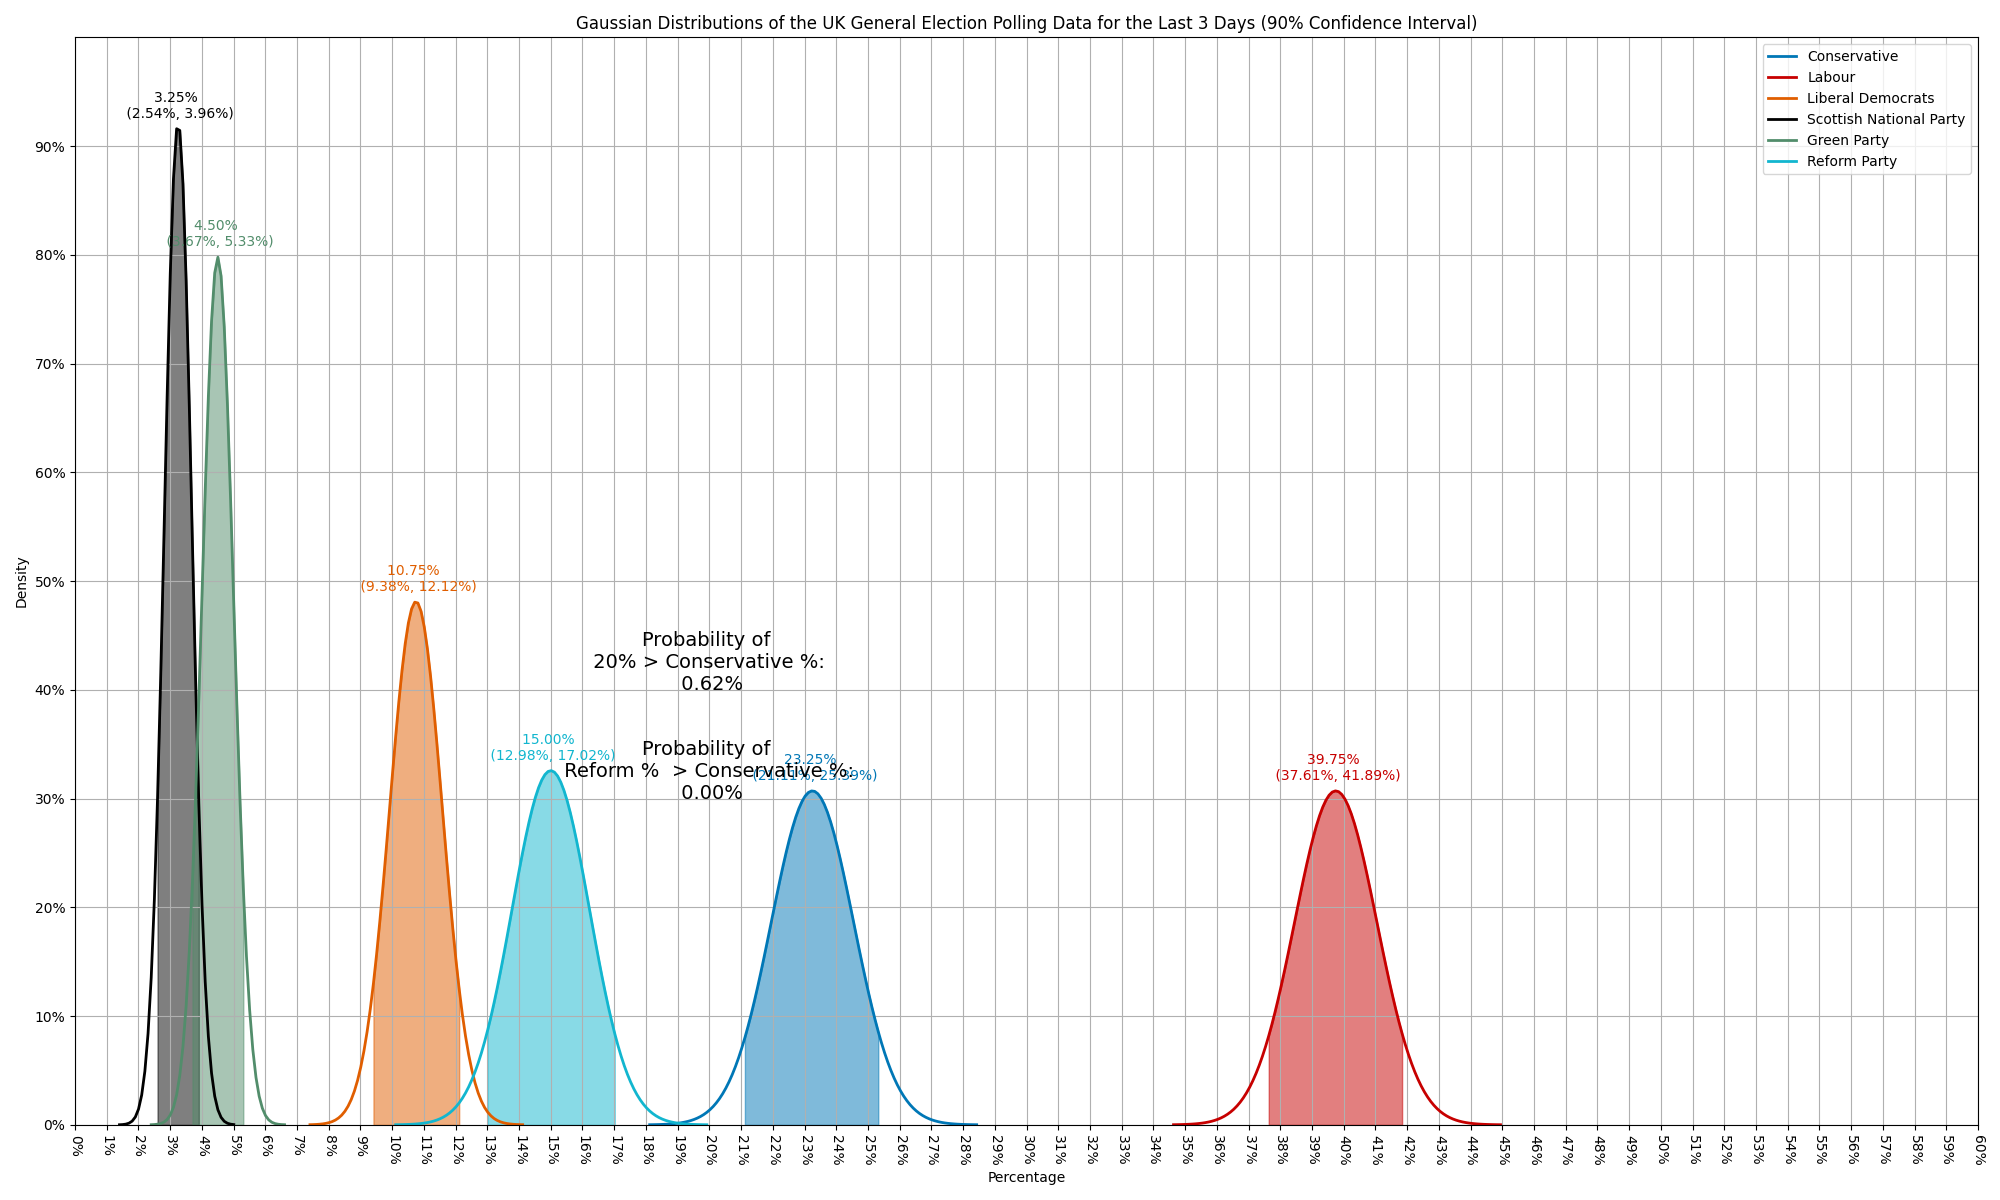 Gaussian Distributions of the UK General Election Polling Data for the Last 3 Days (90% Confidence Interval)
Conservative
Labour
Liberal Democrats
Scottish National Party
Green Party
Reform Party
3.25%
(2.54%, 3.96%)
4.50%
5.33%)
10.75%
(9.38%, 12.12%)
Probability of
20% > Conservative %:
0.62%
15.00%
(12.98%, 17.02%)
Probability of
Reform %  > Conservative %:
0.00%
23.25%
(21.11%, 25.39%)
39.75%
(37.61%, 41.89%)
90%
80%
70%
60%
50%
40%
30%
20%
10%
0%
Density
0% 1% 2% 3% 4% 5% 6% 7% 8% 9% 10% 11% 12% 13% 14% 15% 16% 17% 18% 19% 20% 21% 22% 23% 24% 25% 26% 27% 28% 29% 30% 31% 32% 33% 34% 35% 36% 37% 38% 39% 40% 41% 42% 43% 44% 45% 46% 47% 48% 49% 50% 51% 52% 53% 54% 55% 56% 57% 58% 59% 60%
Percentage